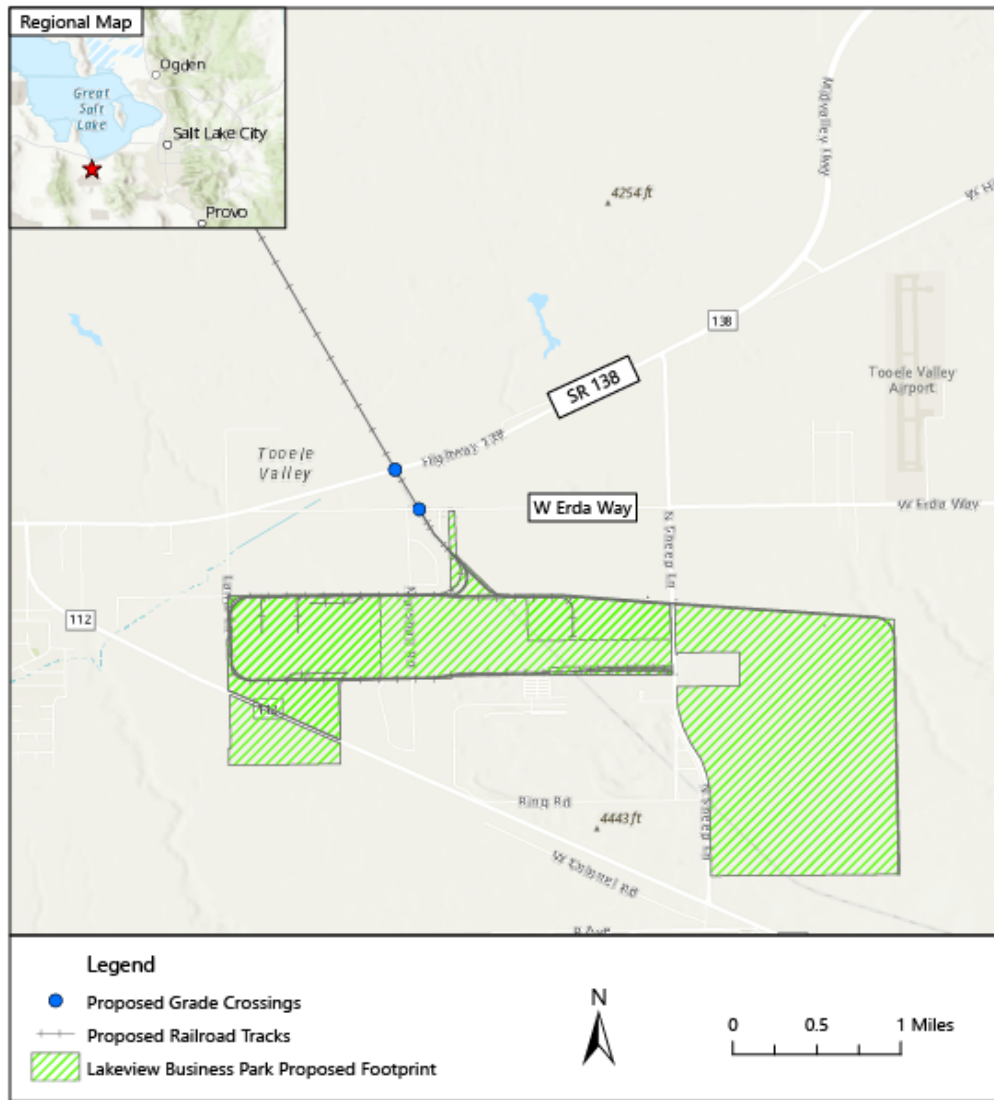 Regional Map
Ogden
Great
Salt
Lake
Salt Lake City
Provo
Midvalley Hwy
4254 ft
138
SR 138
Tooele Valley
Airport
Highway 138
Tooele
Valley
W Erda Way
W Erda Way
N Sheep Ln
112
112
Ring Rd
N Sheep Ln
4443 ft
Legend
Proposed Grade Crossings
Proposed Railroad Tracks
Lakeview Business Park Proposed Footprint
N
0 0.5 1 Miles